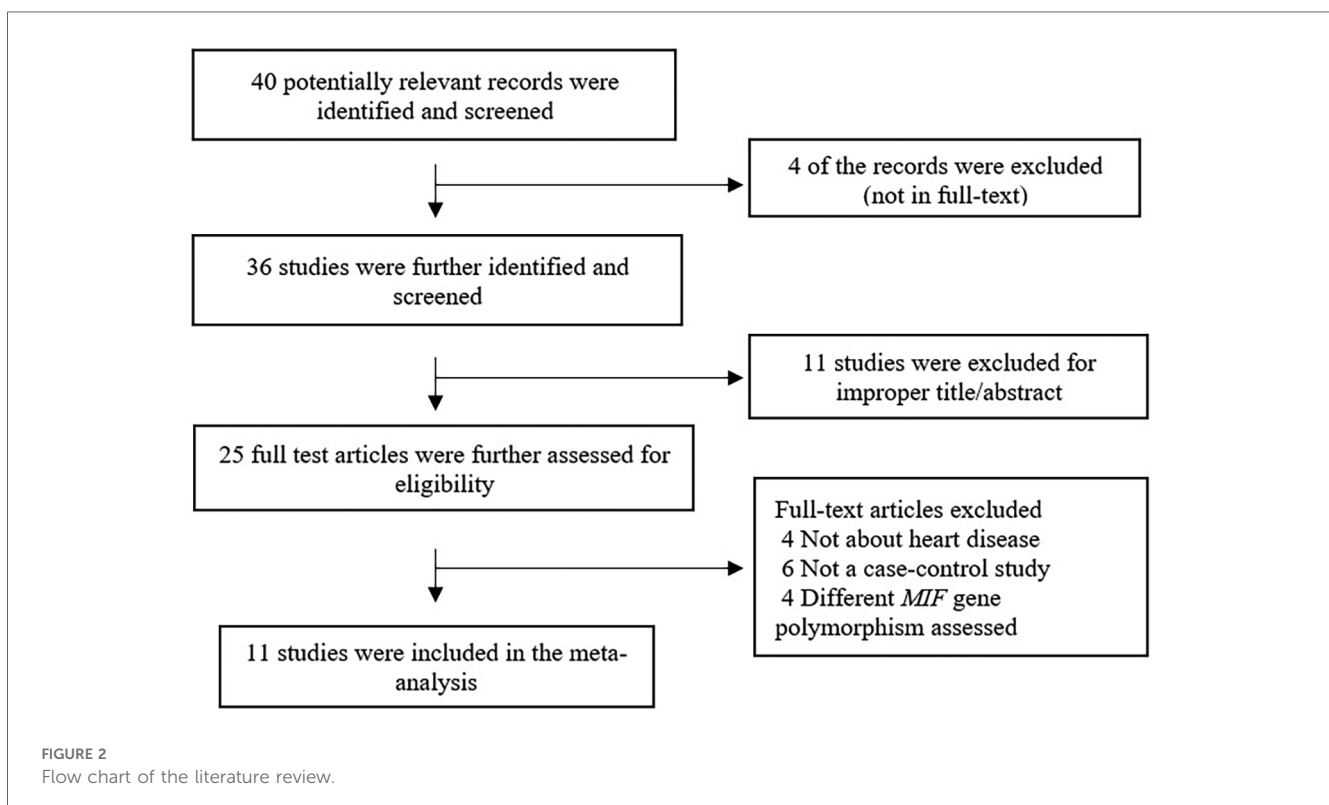 40 potentially relevant records were
identified and screened
4 of the records were excluded
(not in full-text)
36 studies were further identified and
screened
11 studies were excluded for
improper title/abstract
25 full test articles were further assessed for
eligibility
Full-text articles excluded
4 Not about heart disease
6 Not a case-control study
4 Different MIF gene
polymorphism assessed
11 studies were included in the meta-
analysis
FIGURE 2
Flow chart of the literature review.